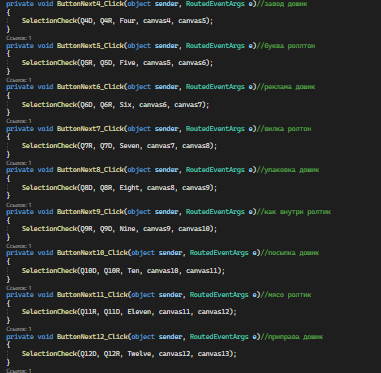 private void ButtonNext4_Click(object sender, RoutedEventArgs e)//завод довик
{
SelectionCheck(Q4D, Q4R, Four, canvas4, canvas5);
}
Ссылок: 1
private void ButtonNext5_Click(object sender, RoutedEventArgs e)//буква роллтон
{
SelectionCheck(Q5R, Q5D, Five, canvas5, canvas6);
}
Ссылок: 1
private void ButtonNext6_Click(object sender, RoutedEventArgs e)//реклама довик
{
SelectionCheck(Q6D, Q6R, Six, canvas6, canvas7);
}
Ссылок: 1
private void ButtonNext7_Click(object sender, RoutedEventArgs e)//вилка ролтон
{
SelectionCheck(Q7R, Q7D, Seven, canvas7, canvas8);
}
Ссылок: 1
private void ButtonNext8_Click(object sender, RoutedEventArgs e)//упаковка довик
{
SelectionCheck(Q8D, Q8R, Eight, canvas8, canvas9);
}
Ссылок: 1
private void ButtonNext9_Click(object sender, RoutedEventArgs e)//как внутри ролтик
{
SelectionCheck(Q9R, Q9D, Nine, canvas9, canvas10);
}
Ссылок: 1
private void ButtonNext10_Click(object sender, RoutedEventArgs e)//посылка довик
{
SelectionCheck(Q10D, Q10R, Ten, canvas10, canvas11);
}
Ссылок: 1
private void ButtonNext11_Click(object sender, RoutedEventArgs e)//мясо ролтик
{
SelectionCheck(Q11R, Q11D, Eleven, canvas11, canvas12);
}
Ссылок: 1
private void ButtonNext12_Click(object sender, RoutedEventArgs e)//приправа довик
{
SelectionCheck(Q12D, Q12R, Twelve, canvas12, canvas13);
}
Ссылок: 1